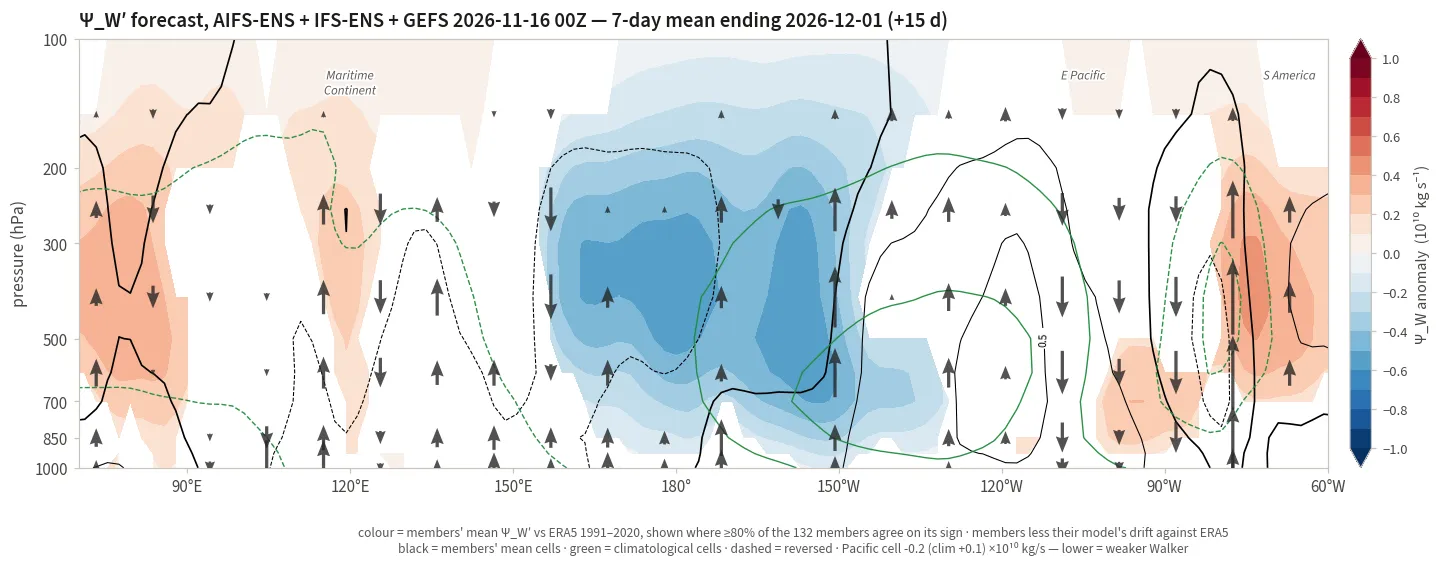 Ψ_W′ forecast, AIFS-ENS + IFS-ENS + GEFS 2026-11-16 00Z — 7-day mean ending 2026-12-01 (+15 d)
100
200
300
500
700
850
1000
pressure (hPa)
Maritime
Continent
E Pacific
S America
0.5
90°E
120°E
150°E
180°
150°W
120°W
90°W
60°W
1.0
0.8
0.6
0.4
0.2
0.0
−0.2
−0.4
−0.6
−0.8
−1.0
Ψ_W anomaly (10¹⁰ kg s⁻¹)
colour = members' mean Ψ_W′ vs ERA5 1991–2020, shown where ≥80% of the 132 members agree on its sign · members less their model's drift against ERA5
black = members' mean cells · green = climatological cells · dashed = reversed · Pacific cell -0.2 (clim +0.1) ×10¹⁰ kg/s — lower = weaker Walker